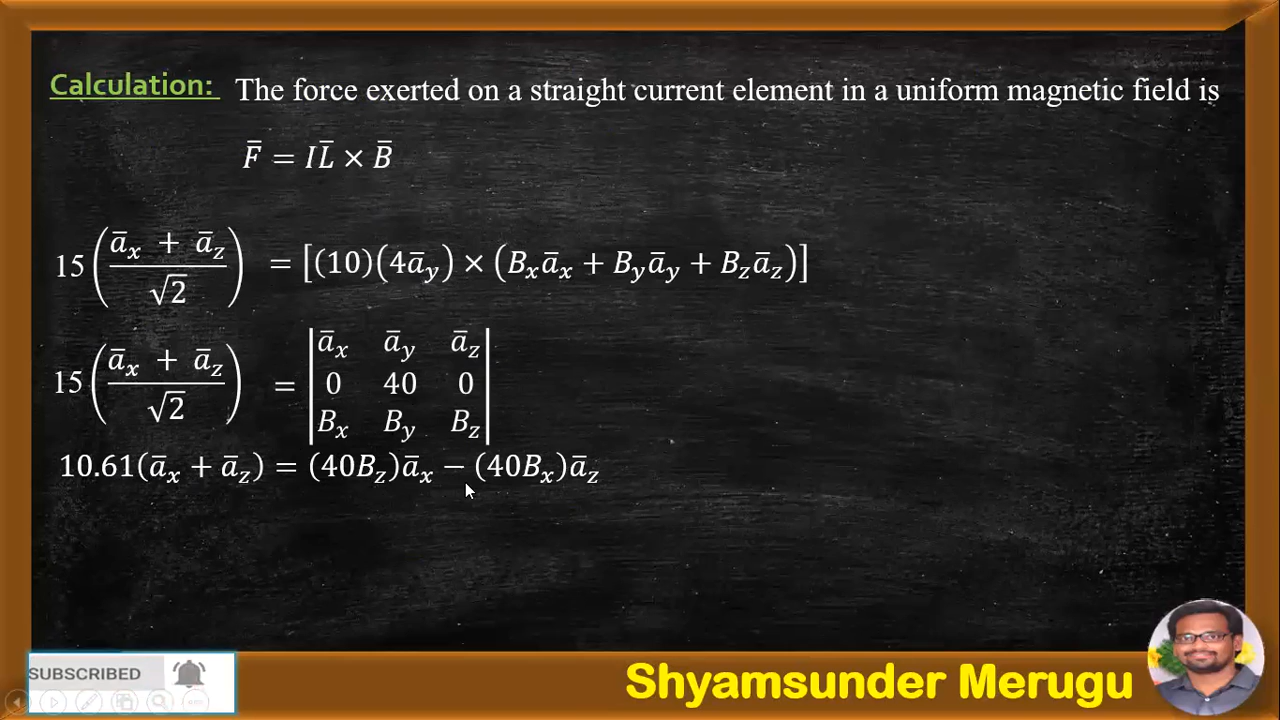 Calculation: The force exerted on a straight current element in a uniform magnetic field is
F̄ = IL̄ × B̄
15((āx + āz)/√2) = [(10)(4āy) × (Bxāx + Byāy + Bzāz)]
15((āx + āz)/√2) = |āx āy āz|
|0 40 0|
|Bx By Bz|
10.61(āx + āz) = (40Bz)āx − (40Bx)āz
SUBSCRIBED
Shyamsunder Merugu